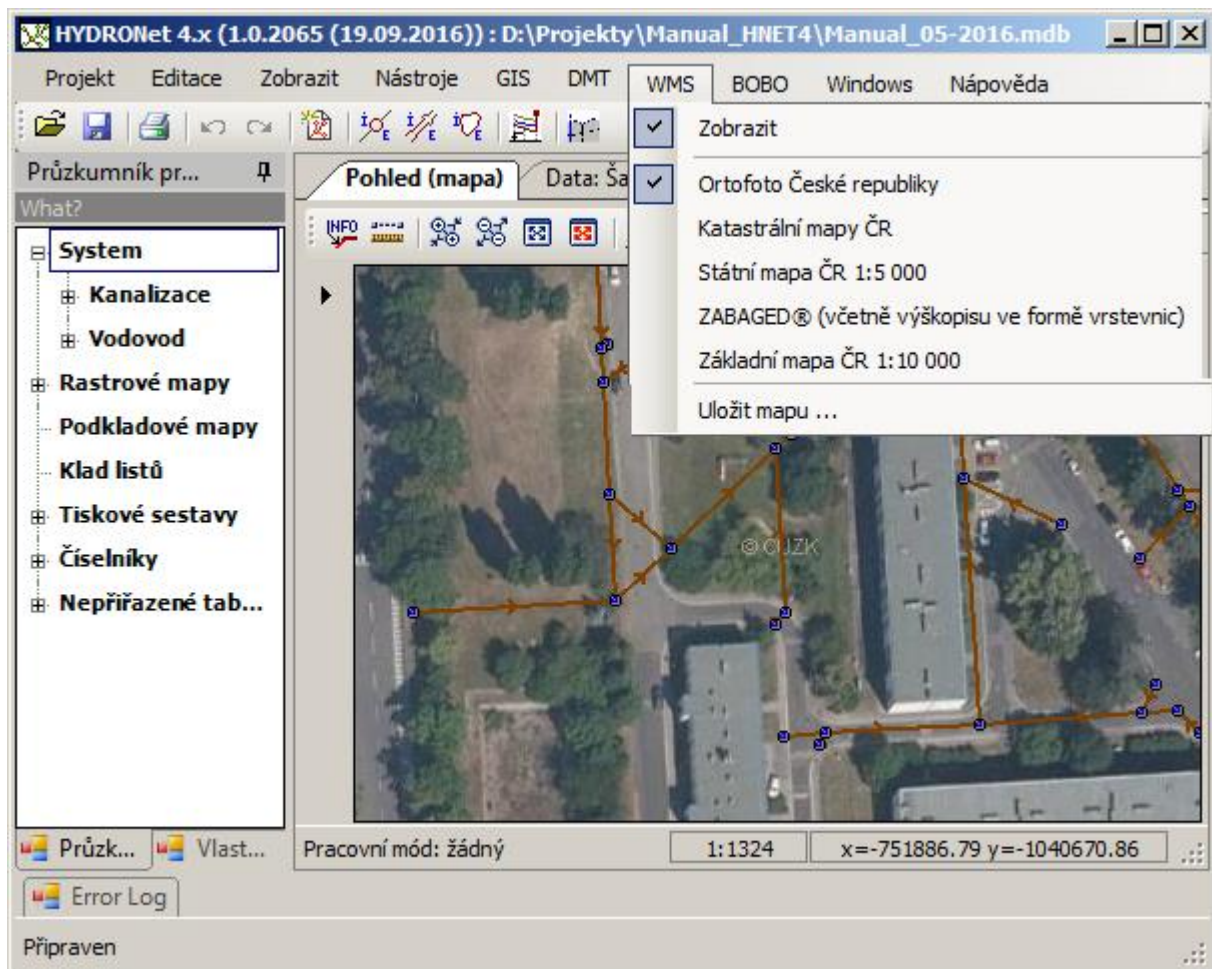 HYDRONet 4.x (1.0.2065 (19.09.2016)) : D:\Projekty\Manual_HNET4\Manual_05-2016.mdb
Projekt Editace Zobrazit Nástroje GIS DMT WMS BOBO Windows Nápověda
Zobrazit
Ortofoto České republiky
Katastrální mapy ČR
Státní mapa ČR 1:5 000
ZABAGED® (včetně výškopisu ve formě vrstevnic)
Základní mapa ČR 1:10 000
Uložit mapu ...
Průzkumník pr...
What?
System
Kanalizace
Vodovod
Rastrové mapy
Podkladové mapy
Klad listů
Tiskové sestavy
Číselníky
Nepřiřazené tab...
Pohled (mapa) Data: Ša
INFO
© ČÚZK
Průzk... Vlast...
Pracovní mód: žádný 1:1324 x=-751886.79 y=-1040670.86
Error Log
Připraven